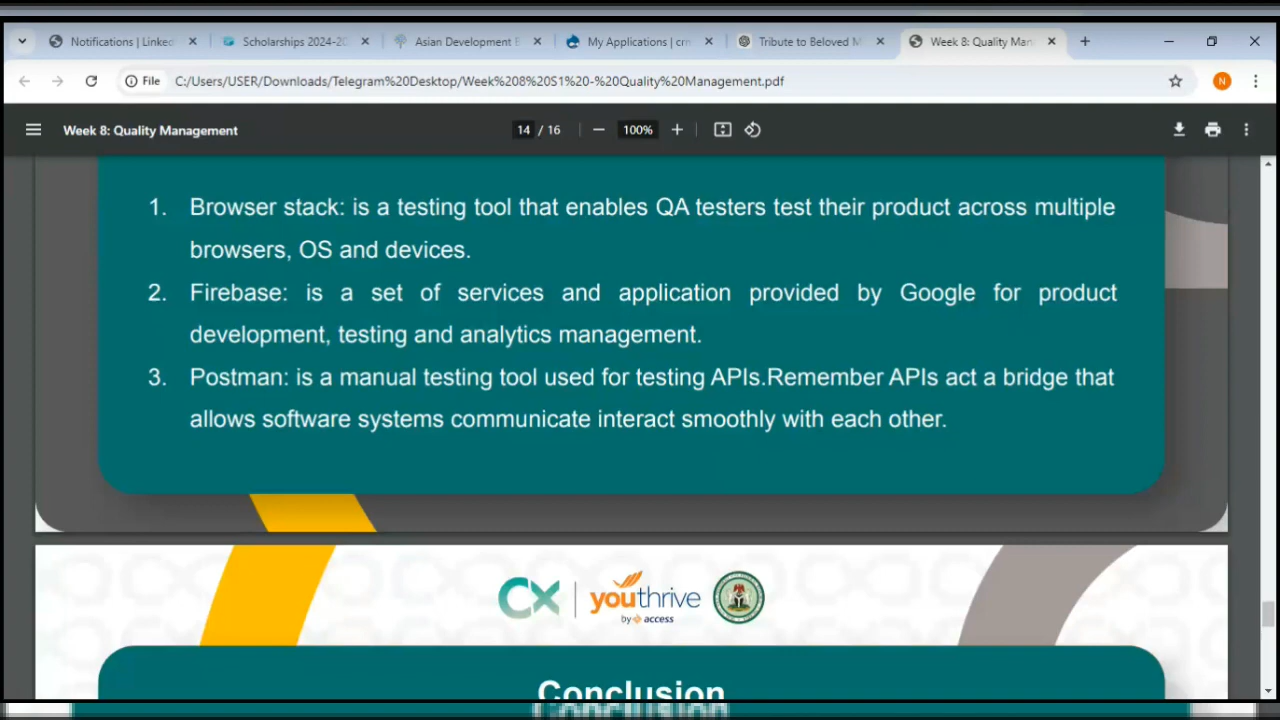 Notifications | Linked
Scholarships 2024-20
Asian Development B
My Applications | crm
Tribute to Beloved M
Week 8: Quality Man
File
C:/Users/USER/Downloads/Telegram%20Desktop/Week%208%20S1%20-%20Quality%20Management.pdf
N
Week 8: Quality Management
14 / 16
100%
1. Browser stack: is a testing tool that enables QA testers test their product across multiple
browsers, OS and devices.
2. Firebase: is a set of services and application provided by Google for product
development, testing and analytics management.
3. Postman: is a manual testing tool used for testing APIs.Remember APIs act a bridge that
allows software systems communicate interact smoothly with each other.
CX
youthrive
by access
Conclusion
Conclusion